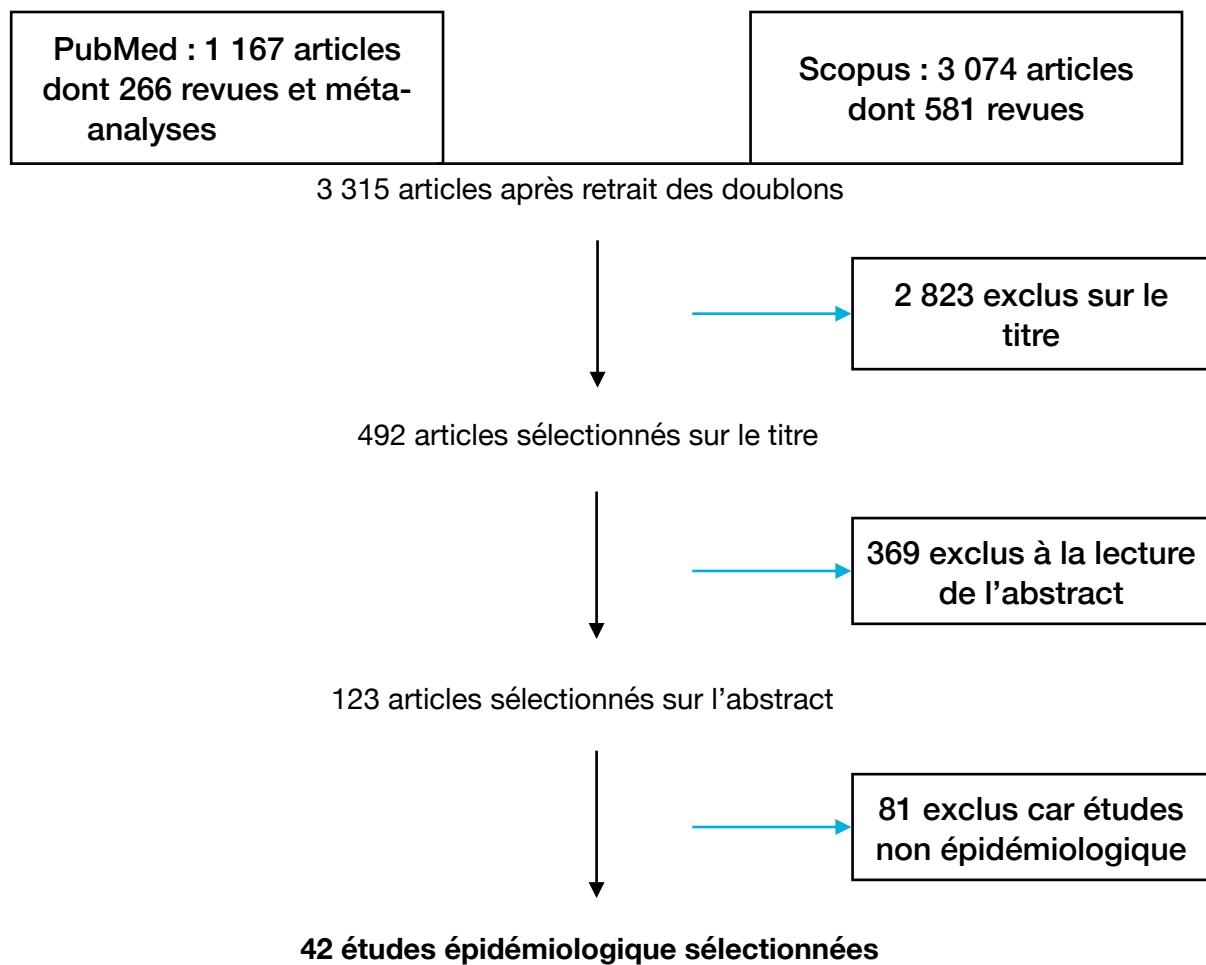 PubMed : 1 167 articles
dont 266 revues et méta-
analyses
Scopus : 3 074 articles
dont 581 revues
3 315 articles après retrait des doublons
2 823 exclus sur le
titre
492 articles sélectionnés sur le titre
369 exclus à la lecture
de l’abstract
123 articles sélectionnés sur l’abstract
81 exclus car études
non épidémiologique
42 études épidémiologique sélectionnées